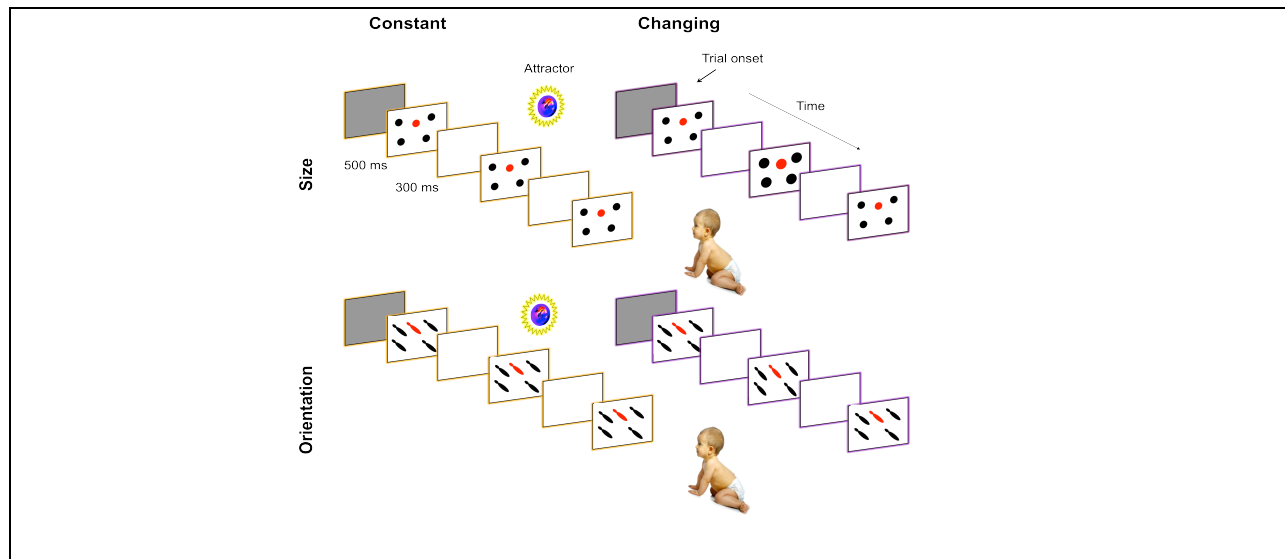 Constant
Changing
Attractor
Trial onset
Time
Size
500 ms
300 ms
Orientation